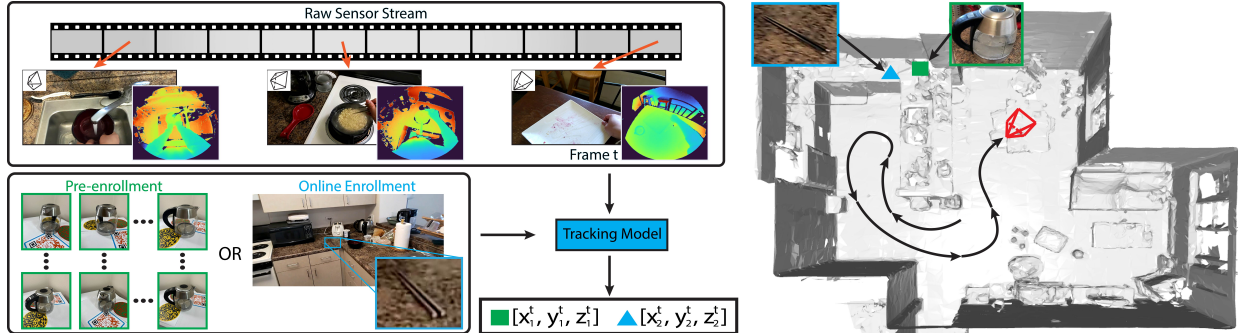 Raw Sensor Stream
Frame t
Pre-enrollment
OR
Online Enrollment
Tracking Model
[x₁ᵗ, y₁ᵗ, z₁ᵗ] [x₂ᵗ, y₂ᵗ, z₂ᵗ]